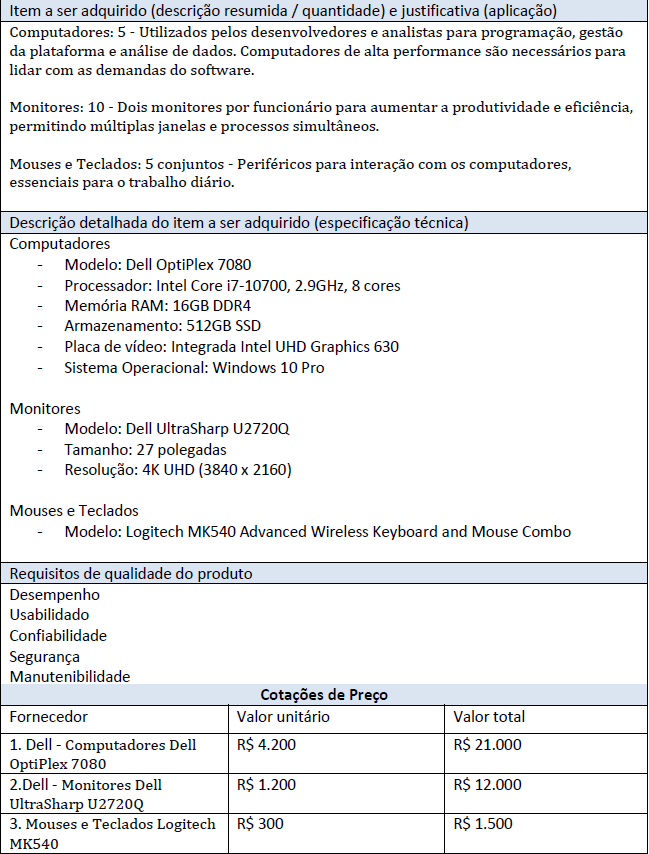 Item a ser adquirido (descrição resumida / quantidade) e justificativa (aplicação)
Computadores: 5 - Utilizados pelos desenvolvedores e analistas para programação, gestão
da plataforma e análise de dados. Computadores de alta performance são necessários para
lidar com as demandas do software.
Monitores: 10 - Dois monitores por funcionário para aumentar a produtividade e eficiência,
permitindo múltiplas janelas e processos simultâneos.
Mouses e Teclados: 5 conjuntos - Periféricos para interação com os computadores,
essenciais para o trabalho diário.
Descrição detalhada do item a ser adquirido (especificação técnica)
Computadores
- Modelo: Dell OptiPlex 7080
- Processador: Intel Core i7-10700, 2.9GHz, 8 cores
- Memória RAM: 16GB DDR4
- Armazenamento: 512GB SSD
- Placa de vídeo: Integrada Intel UHD Graphics 630
- Sistema Operacional: Windows 10 Pro
Monitores
- Modelo: Dell UltraSharp U2720Q
- Tamanho: 27 polegadas
- Resolução: 4K UHD (3840 x 2160)
Mouses e Teclados
- Modelo: Logitech MK540 Advanced Wireless Keyboard and Mouse Combo
Requisitos de qualidade do produto
Desempenho
Usabilidado
Confiabilidade
Segurança
Manutenibilidade
Cotações de Preço
Fornecedor Valor unitário Valor total
1. Dell - Computadores Dell R$ 4.200 R$ 21.000
OptiPlex 7080
2.Dell - Monitores Dell R$ 1.200 R$ 12.000
UltraSharp U2720Q
3. Mouses e Teclados Logitech R$ 300 R$ 1.500
MK540